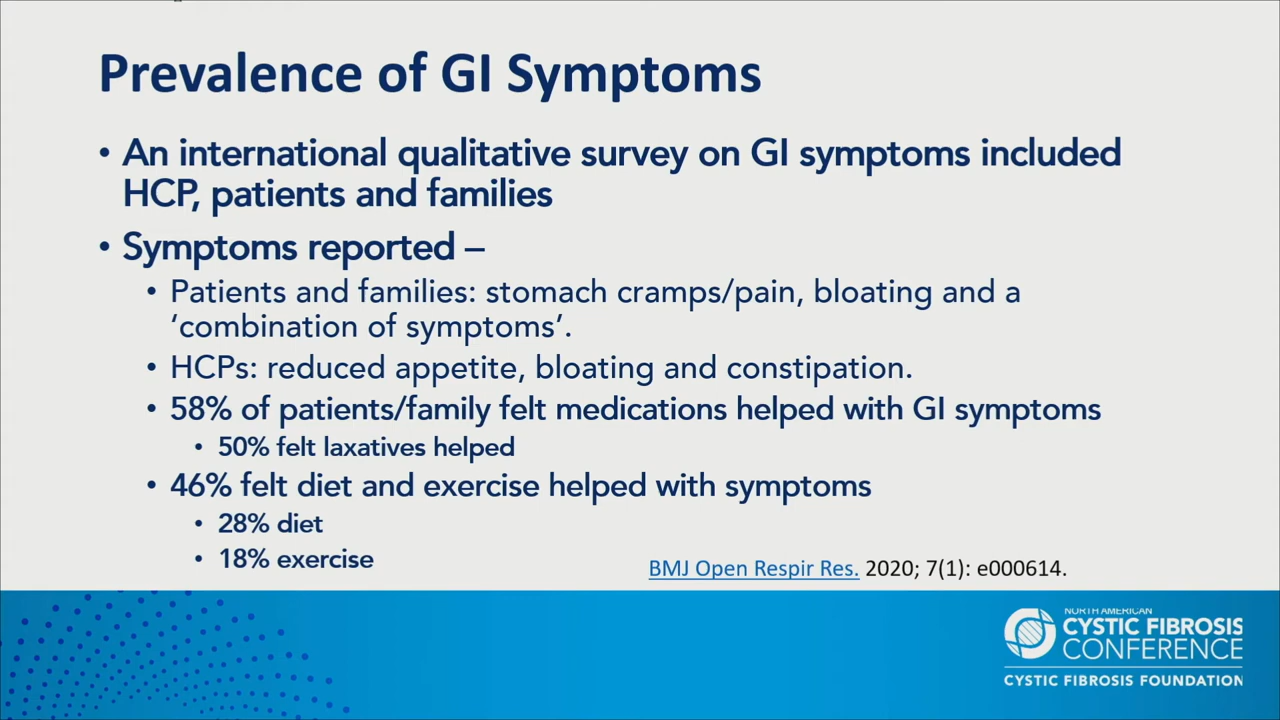 Prevalence of GI Symptoms
• An international qualitative survey on GI symptoms included
HCP, patients and families
• Symptoms reported –
• Patients and families: stomach cramps/pain, bloating and a
‘combination of symptoms’.
• HCPs: reduced appetite, bloating and constipation.
• 58% of patients/family felt medications helped with GI symptoms
• 50% felt laxatives helped
• 46% felt diet and exercise helped with symptoms
• 28% diet
• 18% exercise
BMJ Open Respir Res. 2020; 7(1): e000614.
NORTH AMERICAN
CYSTIC FIBROSIS
CONFERENCE
CYSTIC FIBROSIS FOUNDATION